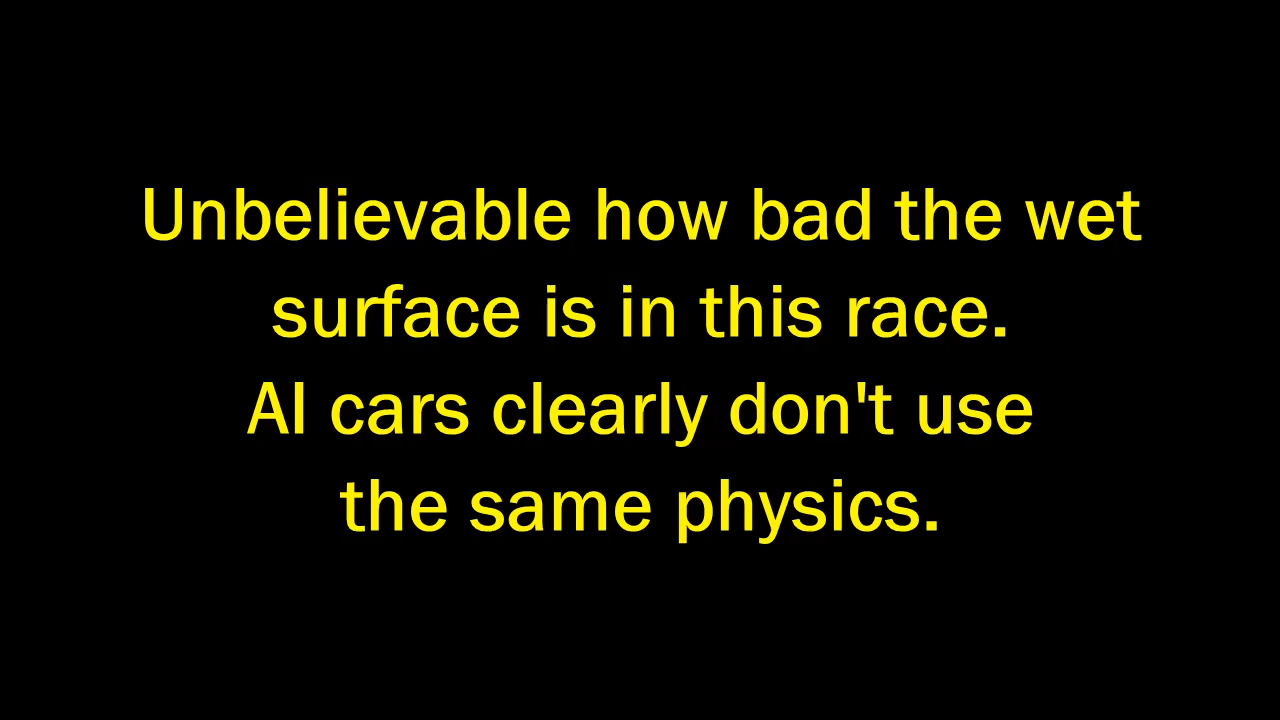 Unbelievable how bad the wet
surface is in this race.
AI cars clearly don't use
the same physics.